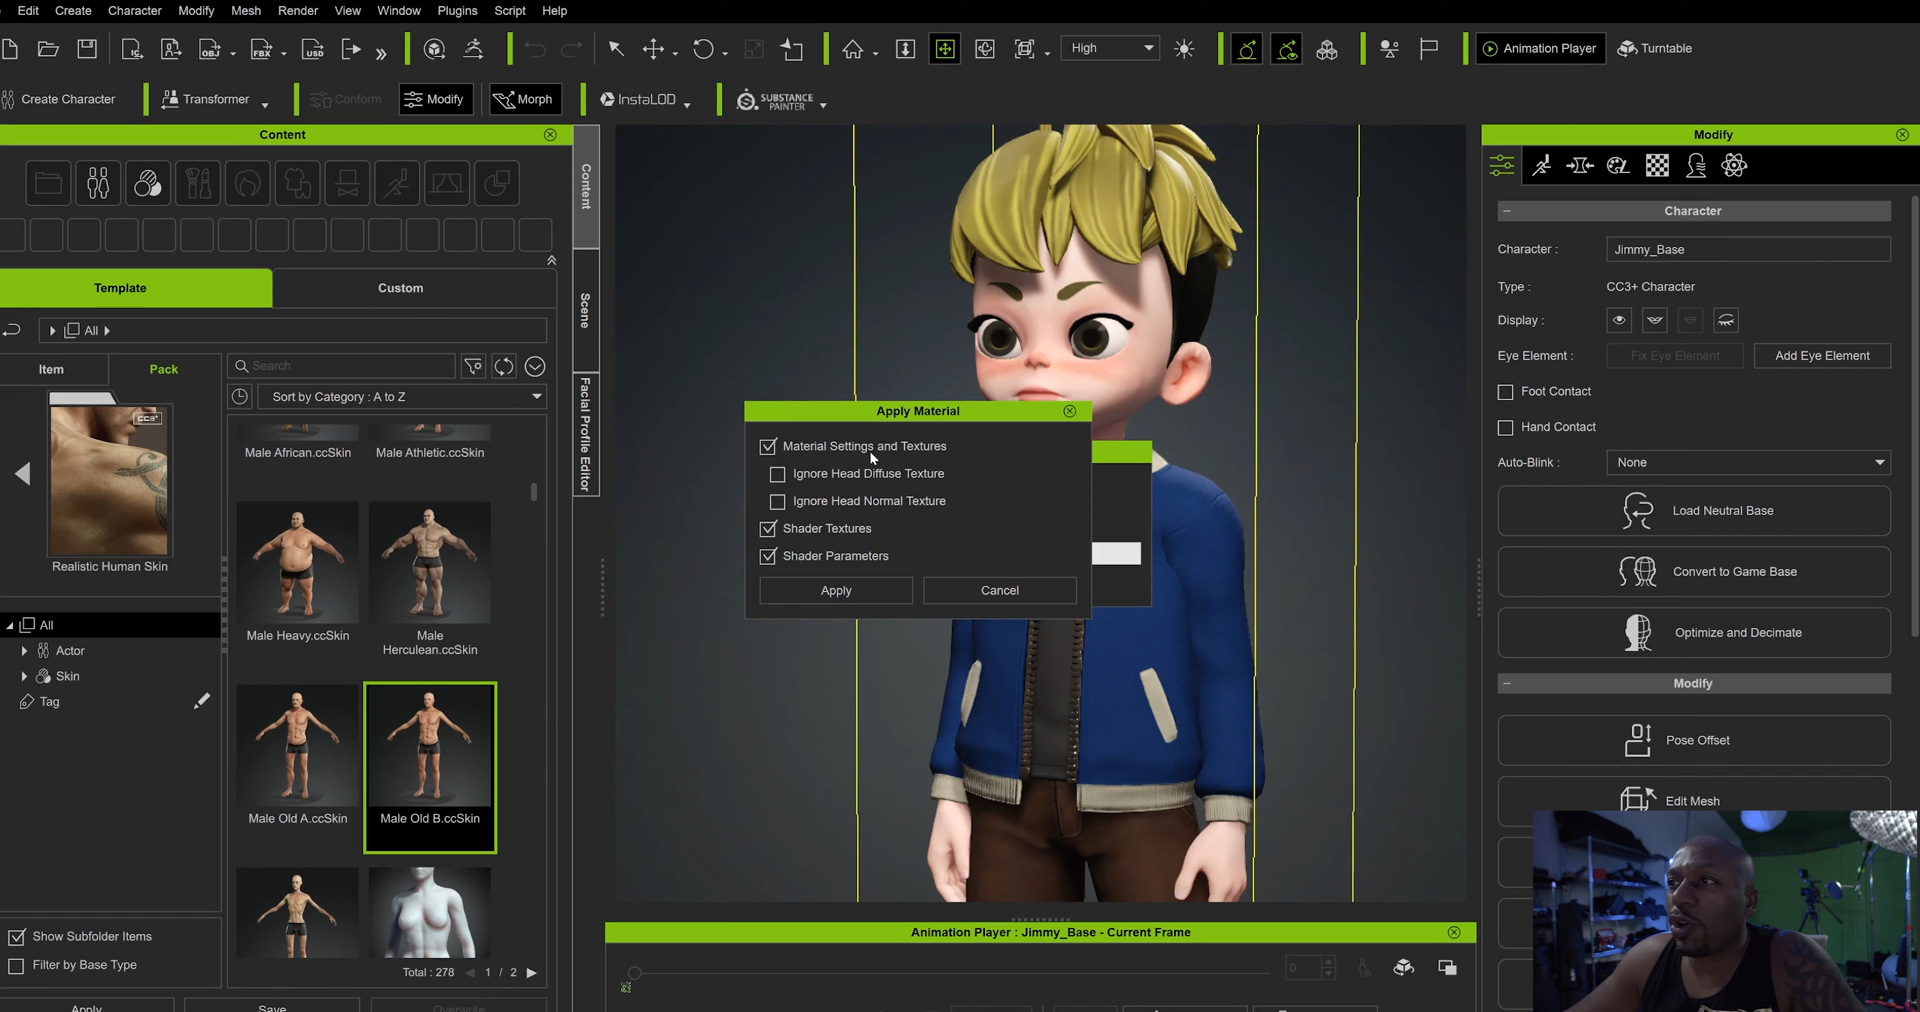 Edit Create Character Modify Mesh Render View Window Plugins Script Help
High Animation Player Turntable
Create Character Transformer Conform Modify Morph InstaLOD SUBSTANCE PAINTER
Content
Template Custom
All
Item Pack
Search
Sort by Category : A to Z
CC3+
Realistic Human Skin
All
Actor
Skin
Tag
Male African.ccSkin Male Athletic.ccSkin
Male Heavy.ccSkin Male
Herculean.ccSkin
Male Old A.ccSkin Male Old B.ccSkin
Show Subfolder Items
Filter by Base Type
Total : 278 1 / 2
Apply Save Overwrite
Content
Scene
Facial Profile Editor
Apply Material
Material Settings and Textures
Ignore Head Diffuse Texture
Ignore Head Normal Texture
Shader Textures
Shader Parameters
Apply Cancel
Animation Player : Jimmy_Base - Current Frame
0
Modify
Character
Character : Jimmy_Base
Type : CC3+ Character
Display :
Eye Element : Fix Eye Element Add Eye Element
Foot Contact
Hand Contact
Auto-Blink : None
Load Neutral Base
Convert to Game Base
Optimize and Decimate
Modify
Pose Offset
Edit Mesh